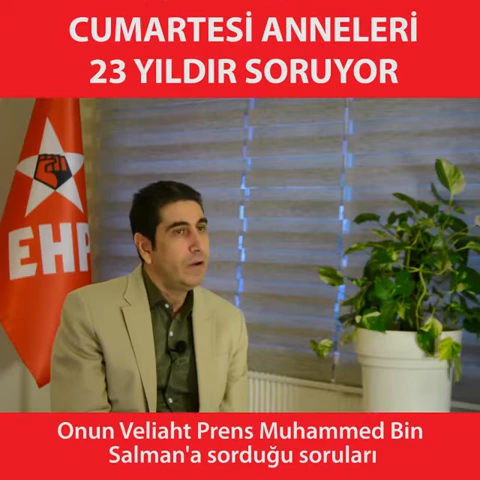 CUMARTESİ ANNELERİ
23 YILDIR SORUYOR
EHP
Onun Veliaht Prens Muhammed Bin
Salman'a sorduğu soruları